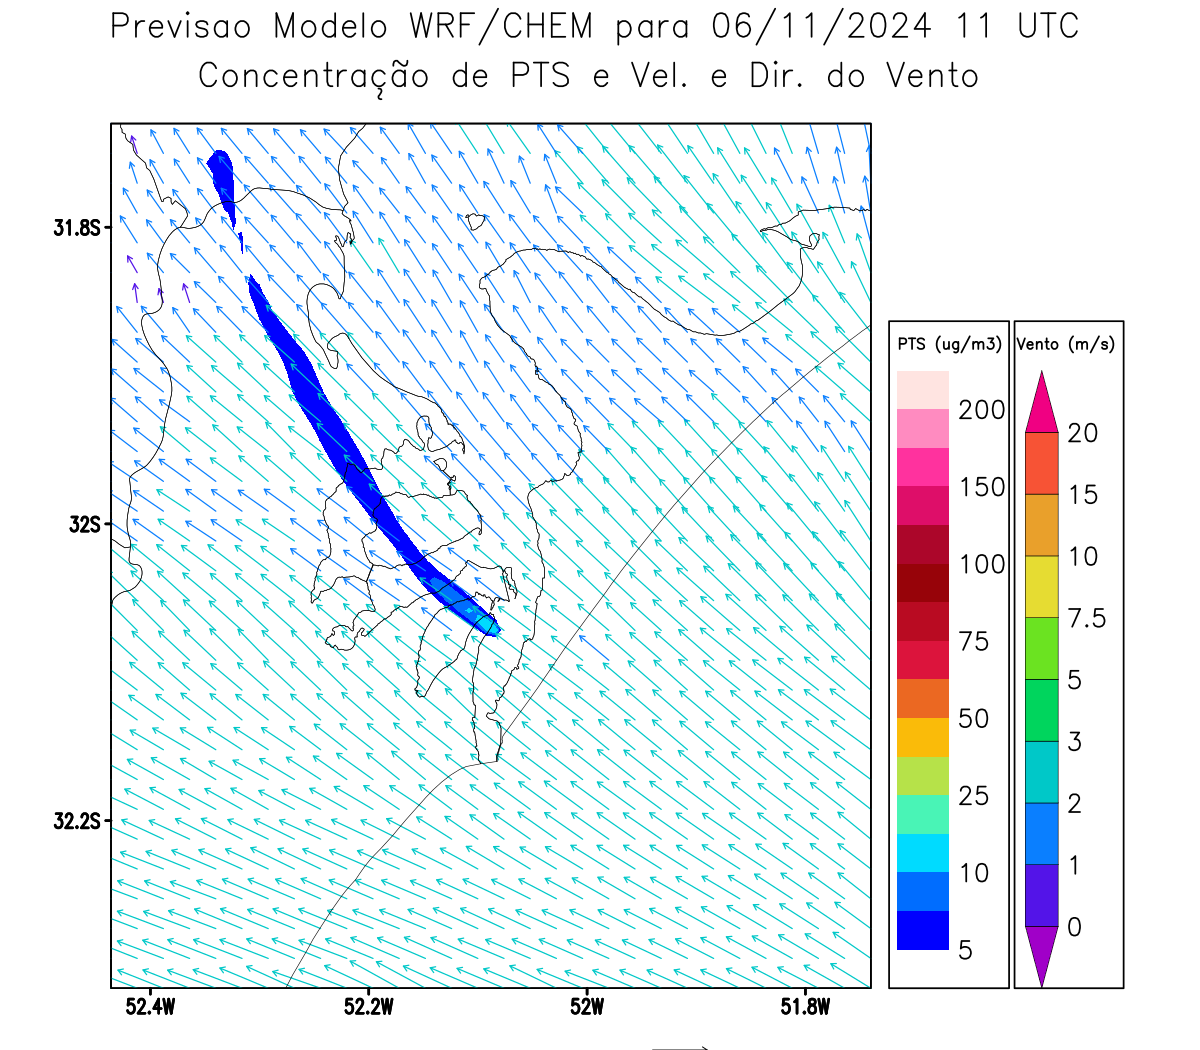 Previsao Modelo WRF/CHEM para 06/11/2024 11 UTC
Concentração de PTS e Vel. e Dir. do Vento
31.8S
32S
32.2S
52.4W
52.2W
52W
51.8W
PTS (ug/m3)
200
150
100
75
50
25
10
5
Vento (m/s)
20
15
10
7.5
5
3
2
1
0